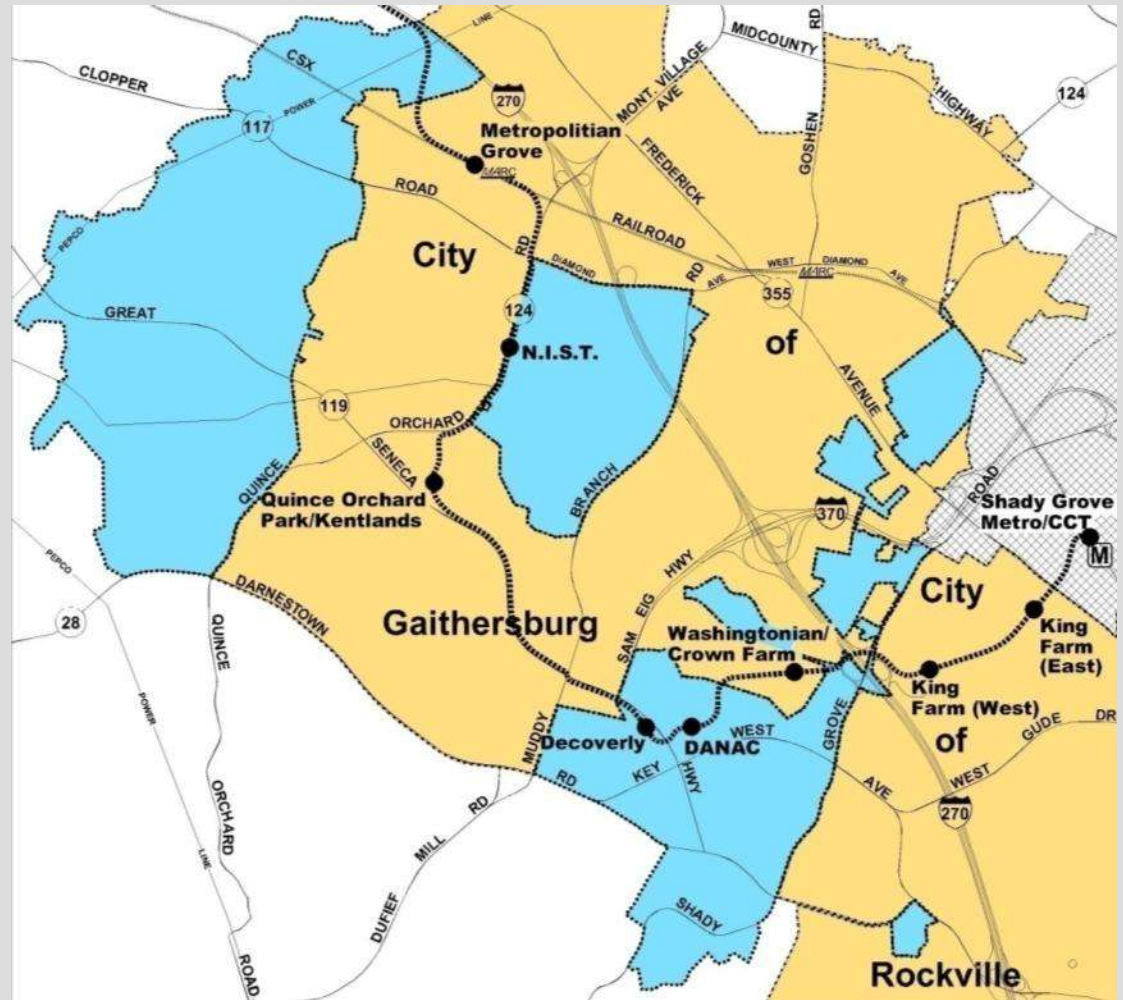 RD
LINE
MIDCOUNTY
CSX
MONT. VILLAGE
AVE
CLOPPER
270
124
POWER
HIGHWAY
117
Metropolitian
Grove
MARC
FREDERICK
GOSHEN
ROAD
RAILROAD
PEPCO
City
RD
DIAMOND
RD
AVE
WEST
DIAMOND
AVE
MARC
355
GREAT
124
of
N.I.S.T.
AVENUE
119
ORCHARD
SENECA
QUINCE
Quince Orchard
Park/Kentlands
BRANCH
ROAD
Shady Grove
Metro/CCT
M
370
PEPCO
HWY
DARNESTOWN
City
28
Gaithersburg
EIG
SAM
Washingtonian/
Crown Farm
King
Farm
(East)
QUINCE
King
Farm (West)
POWER
MUDDY
Decoverly
DANAC
WEST
GROVE
of
GUDE
DR
RD
KEY
HWY
AVE
WEST
ORCHARD
RD
270
MILL
LINE
DUFIEF
SHADY
ROAD
Rockville